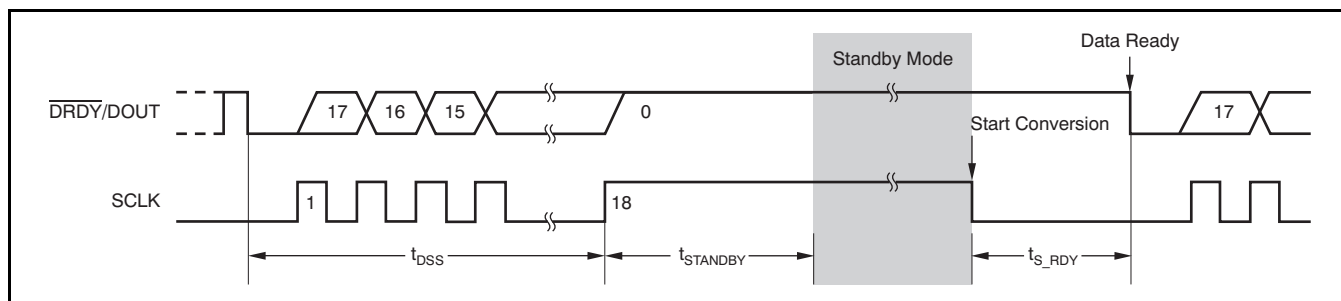 Data Ready
Standby Mode
DRDY/DOUT
17 16 15 0 17
Start Conversion
SCLK
1 18
tDSS tSTANDBY tS_RDY